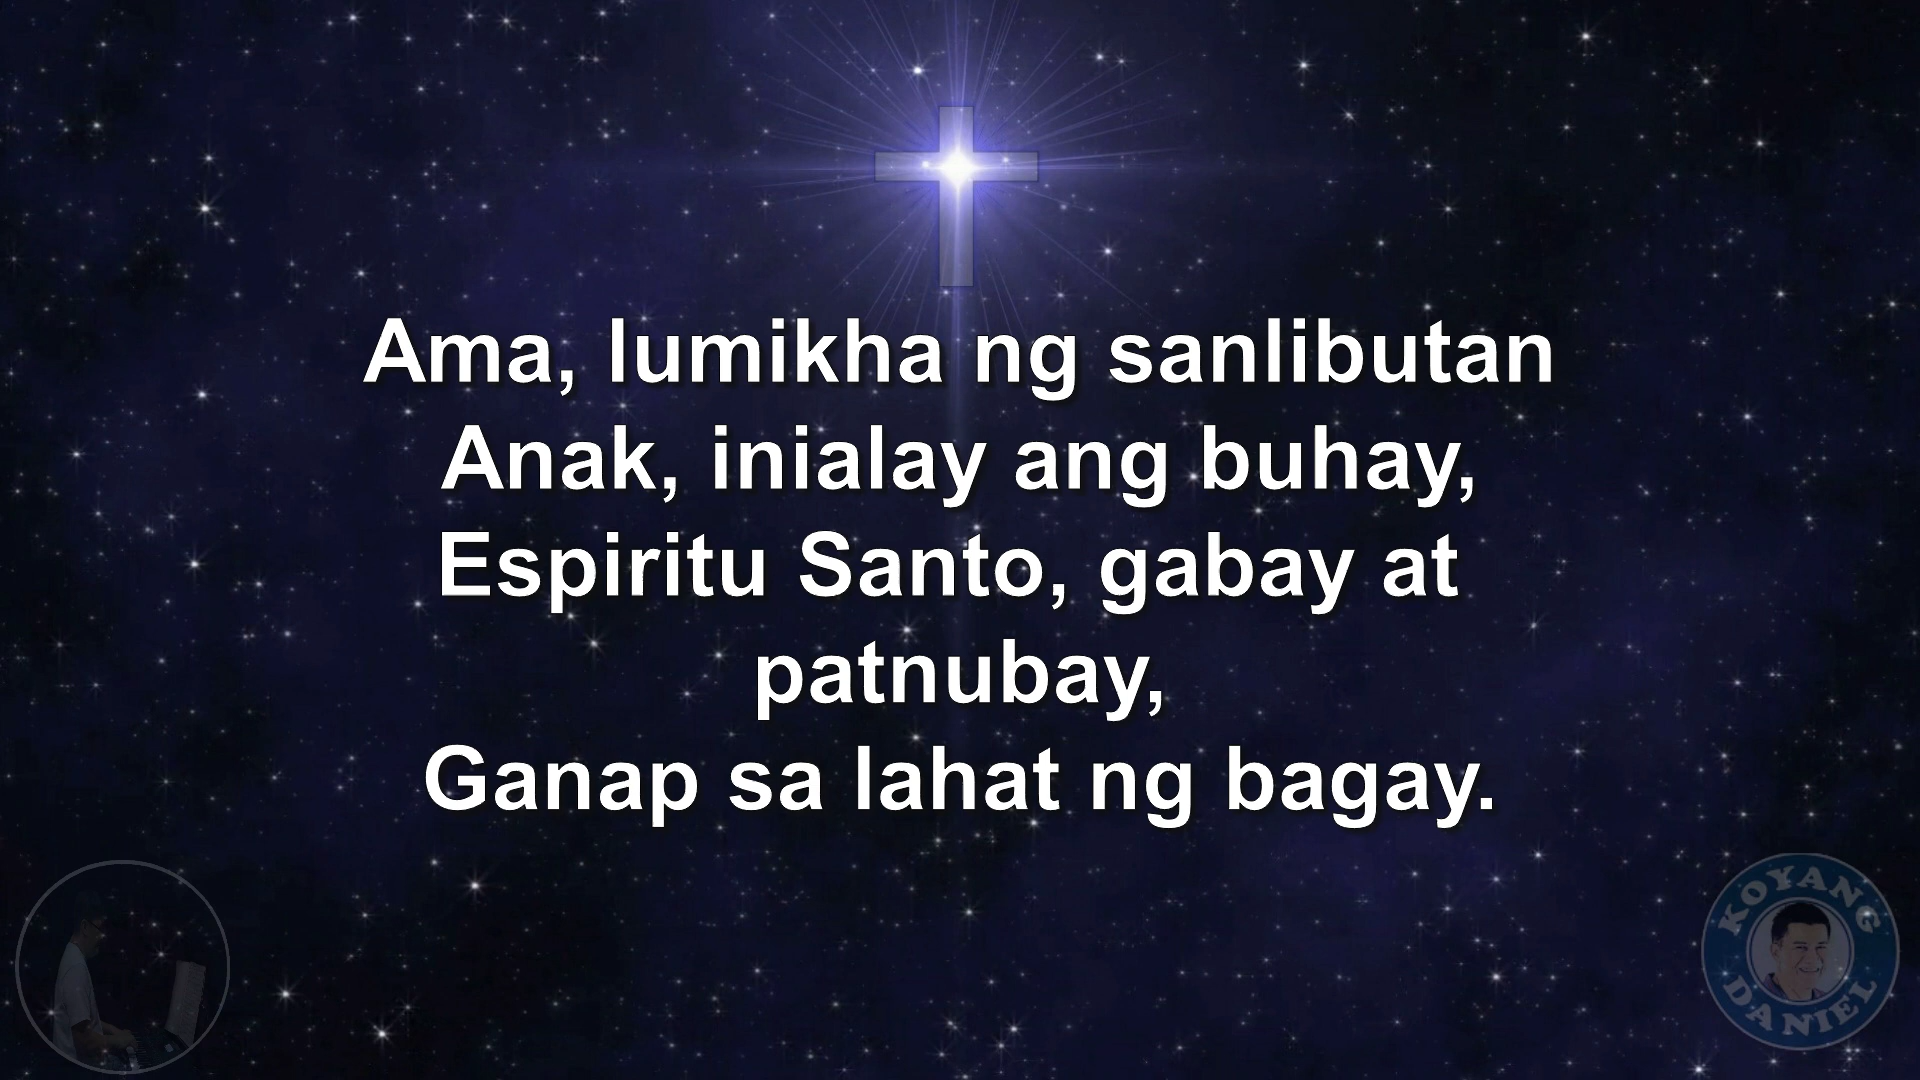 Ama, lumikha ng sanlibutan
Anak, inialay ang buhay,
Espiritu Santo, gabay at
patnubay,
Ganap sa lahat ng bagay.
KOYANG
DANIEL